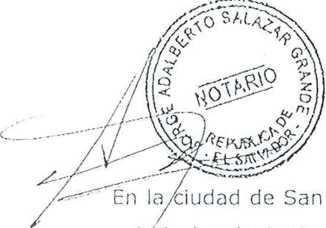 JORGE ADALBERTO SALAZAR GRANDE
NOTARIO
REPUBLICA DE
EL SALVADOR
En la ciudad de San